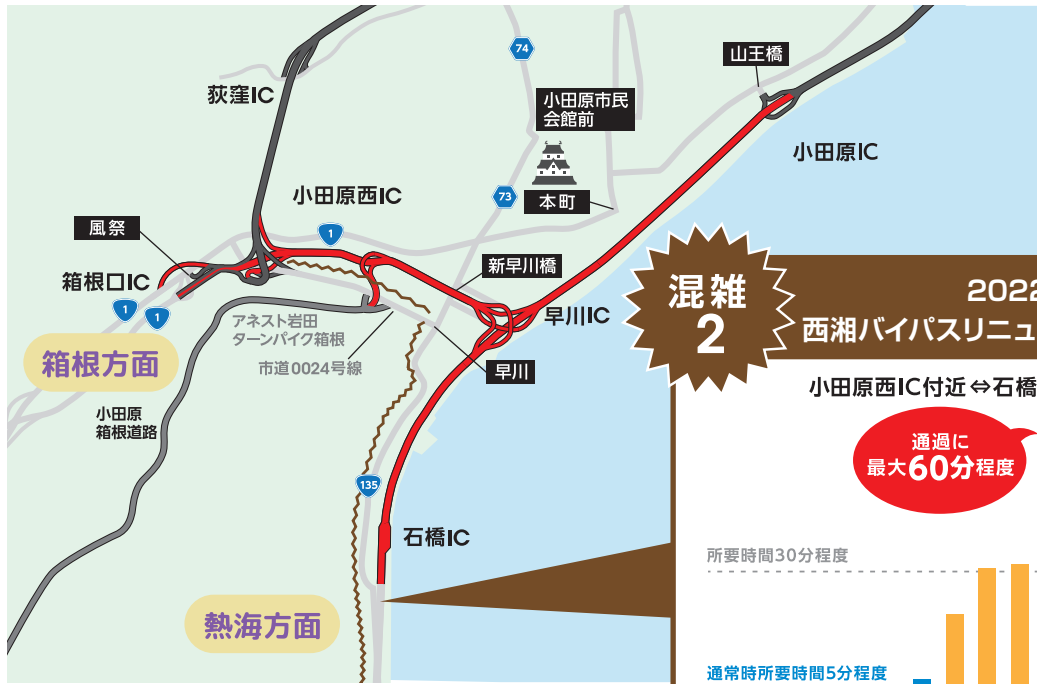 74
山王橋
荻窪IC
小田原市民
会館前
小田原IC
小田原西IC
73
本町
1
風祭
新早川橋
箱根口IC
1
1
アネスト岩田
ターンパイク箱根
市道0024号線
早川IC
早川
箱根方面
小田原
箱根道路
135
石橋IC
熱海方面
混雑
2
2022
西湘バイパスリニュ
小田原西IC付近⇔石橋
通過に
最大60分程度
所要時間30分程度
通常時所要時間5分程度